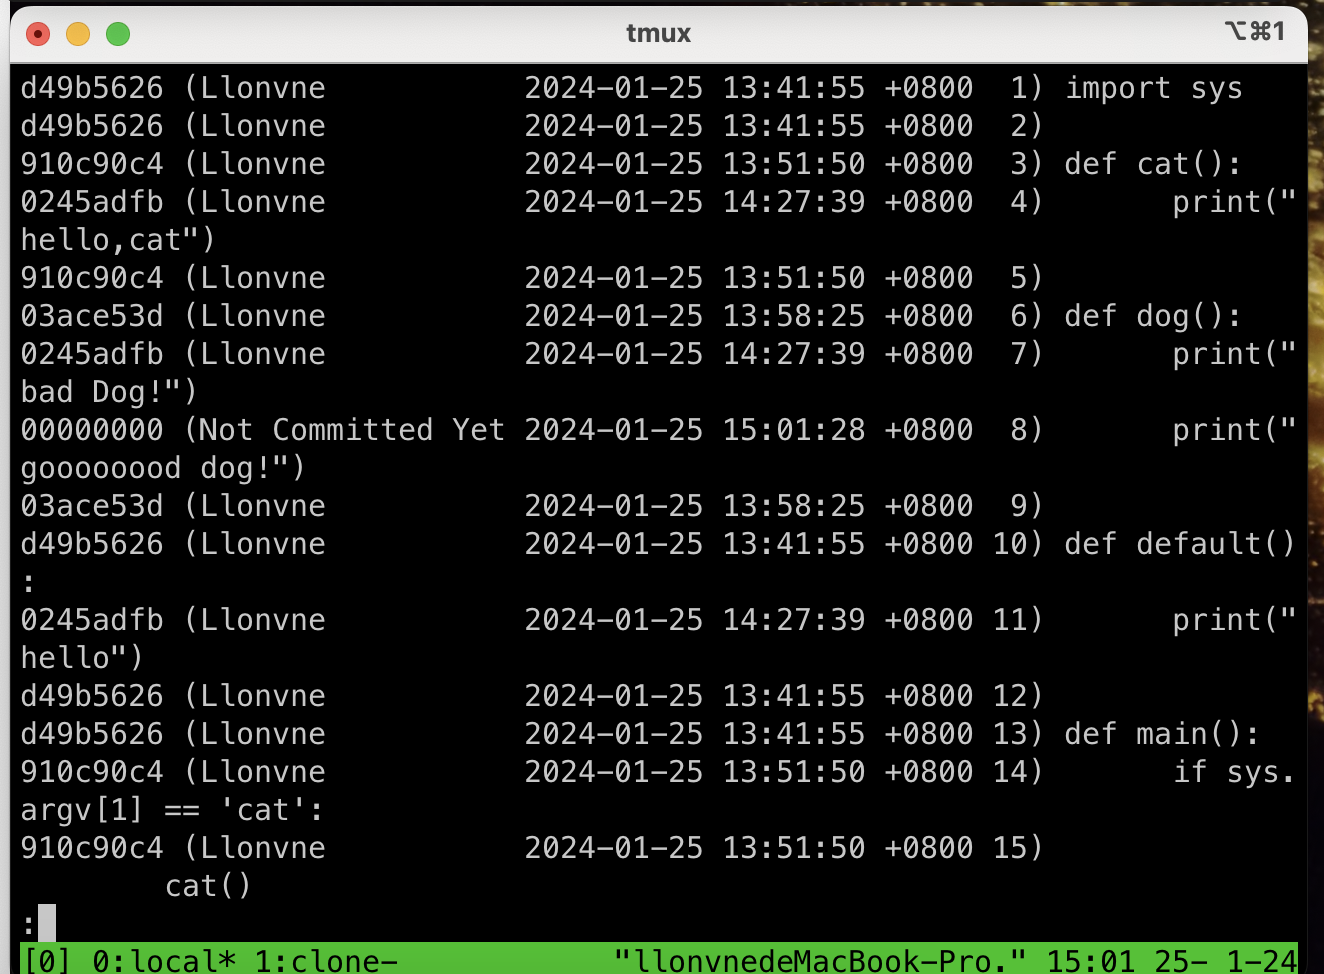 tmux
⌥⌘1
d49b5626 (Llonvne           2024-01-25 13:41:55 +0800  1) import sys
d49b5626 (Llonvne           2024-01-25 13:41:55 +0800  2)
910c90c4 (Llonvne           2024-01-25 13:51:50 +0800  3) def cat():
0245adfb (Llonvne           2024-01-25 14:27:39 +0800  4)       print("
hello,cat")
910c90c4 (Llonvne           2024-01-25 13:51:50 +0800  5)
03ace53d (Llonvne           2024-01-25 13:58:25 +0800  6) def dog():
0245adfb (Llonvne           2024-01-25 14:27:39 +0800  7)       print("
bad Dog!")
00000000 (Not Committed Yet 2024-01-25 15:01:28 +0800  8)       print("
goooooood dog!")
03ace53d (Llonvne           2024-01-25 13:58:25 +0800  9)
d49b5626 (Llonvne           2024-01-25 13:41:55 +0800 10) def default()
:
0245adfb (Llonvne           2024-01-25 14:27:39 +0800 11)       print("
hello")
d49b5626 (Llonvne           2024-01-25 13:41:55 +0800 12)
d49b5626 (Llonvne           2024-01-25 13:41:55 +0800 13) def main():
910c90c4 (Llonvne           2024-01-25 13:51:50 +0800 14)       if sys.
argv[1] == 'cat':
910c90c4 (Llonvne           2024-01-25 13:51:50 +0800 15)
        cat()
:
[0] 0:local* 1:clone-            "llonvnedeMacBook-Pro." 15:01 25- 1-24